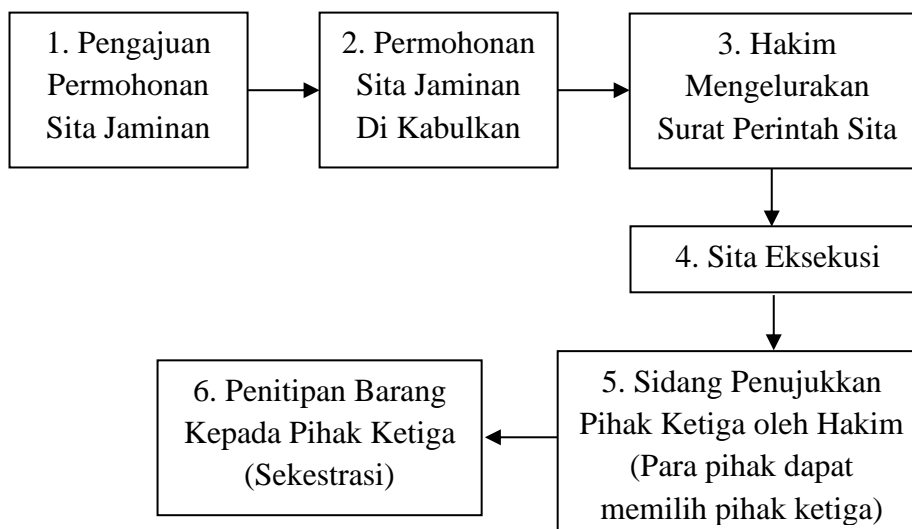 1. Pengajuan
Permohonan
Sita Jaminan
2. Permohonan
Sita Jaminan
Di Kabulkan
3. Hakim
Mengelurakan
Surat Perintah Sita
4. Sita Eksekusi
5. Sidang Penujukkan
Pihak Ketiga oleh Hakim
(Para pihak dapat
memilih pihak ketiga)
6. Penitipan Barang
Kepada Pihak Ketiga
(Sekestrasi)